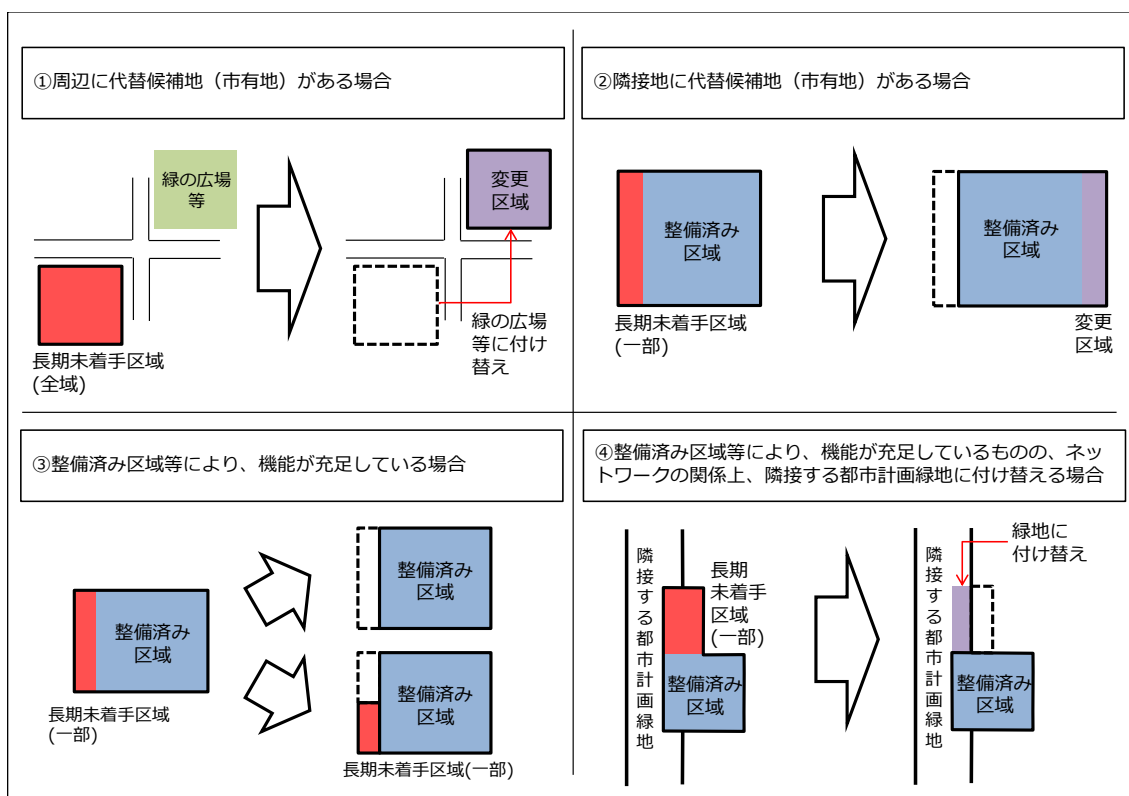 ①周辺に代替候補地（市有地）がある場合
緑の広場
等
変更
区域
長期未着手区域
(全域)
緑の広場
等に付け
替え
②隣接地に代替候補地（市有地）がある場合
整備済み
区域
長期未着手区域
(一部)
整備済み
区域
変更
区域
③整備済み区域等により、機能が充足している場合
整備済み
区域
長期未着手区域
(一部)
整備済み
区域
整備済み
区域
長期未着手区域(一部)
④整備済み区域等により、機能が充足しているものの、ネッ
トワークの関係上、隣接する都市計画緑地に付け替える場合
隣接する都市計画緑地
長期
未着手
区域
(一部)
整備済み
区域
隣接する都市計画緑地
緑地に
付け替え
整備済み
区域